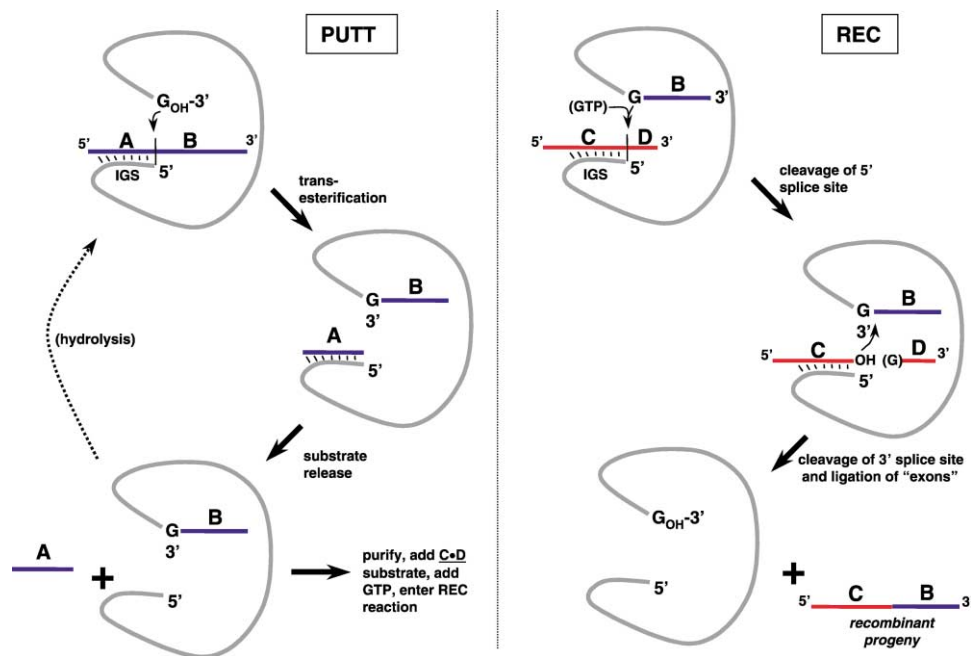 PUTT
G_OH-3’
5’ A B 3’
IGS 5’
trans-
esterification
G B
3’
A
5’
(hydrolysis)
substrate
release
G B
3’
A
+
5’
purify, add C•D
substrate, add
GTP, enter REC
reaction
REC
B
G 3’
(GTP)
5’ C D 3’
IGS 5’
cleavage of 5’
splice site
B
G
3’
5’ C OH (G) D 3’
5’
cleavage of 3’ splice site
and ligation of “exons”
G_OH-3’
5’
+
5’ C B 3
recombinant
progeny